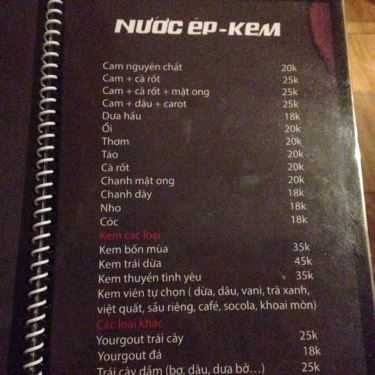 NƯỚC ÉP-KEM
Cam nguyên chất 20k
Cam + cà rốt 25k
Cam + cà rốt + mật ong 25k
Cam + dâu + carot 25k
Dưa hấu 18k
Ổi 20k
Thơm 20k
Táo 20k
Cà rốt 20k
Chanh mật ong 20k
Chanh dây 18k
Nho 18k
Cóc 18k
Kem các loại
Kem bốn mùa 35k
Kem trái dừa 45k
Kem thuyền tình yêu 35k
Kem viên tự chọn ( dừa, dâu, vani, trà xanh,
việt quất, sầu riêng, café, socola, khoai môn)
Các loại khác
Yourgout trái cây 25k
Yourgout đá 18k
Trái cây dầm (bơ, dâu, dưa bở...) 25k